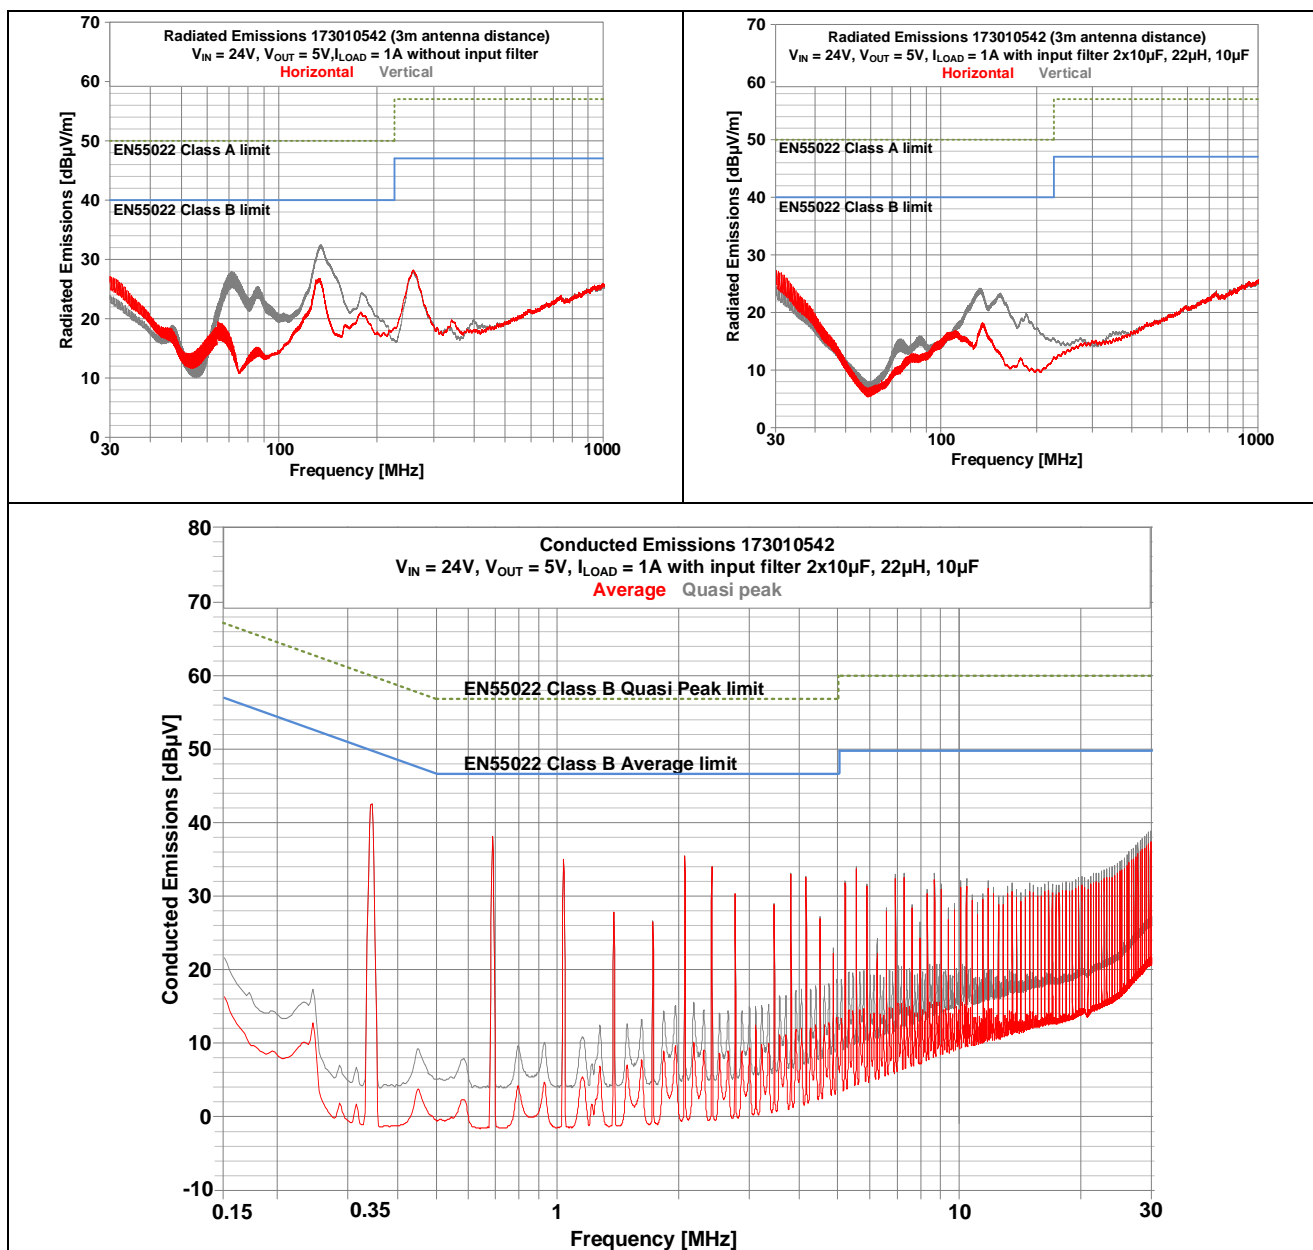 Radiated Emissions 173010542 (3m antenna distance)
VIN = 24V, VOUT = 5V,ILOAD = 1A without input filter
Horizontal Vertical
Radiated Emissions [dBµV/m]
70
60
50
40
30
20
10
0
EN55022 Class A limit
EN55022 Class B limit
30 100 1000
Frequency [MHz]
Radiated Emissions 173010542 (3m antenna distance)
VIN = 24V, VOUT = 5V, ILOAD = 1A with input filter 2x10µF, 22µH, 10µF
Horizontal Vertical
Radiated Emissions [dBµV/m]
70
60
50
40
30
20
10
0
EN55022 Class A limit
EN55022 Class B limit
30 100 1000
Frequency [MHz]
Conducted Emissions 173010542
VIN = 24V, VOUT = 5V, ILOAD = 1A with input filter 2x10µF, 22µH, 10µF
Average Quasi peak
Conducted Emissions [dBµV]
80
70
60
50
40
30
20
10
0
-10
EN55022 Class B Quasi Peak limit
EN55022 Class B Average limit
0.15 0.35 1 10 30
Frequency [MHz]